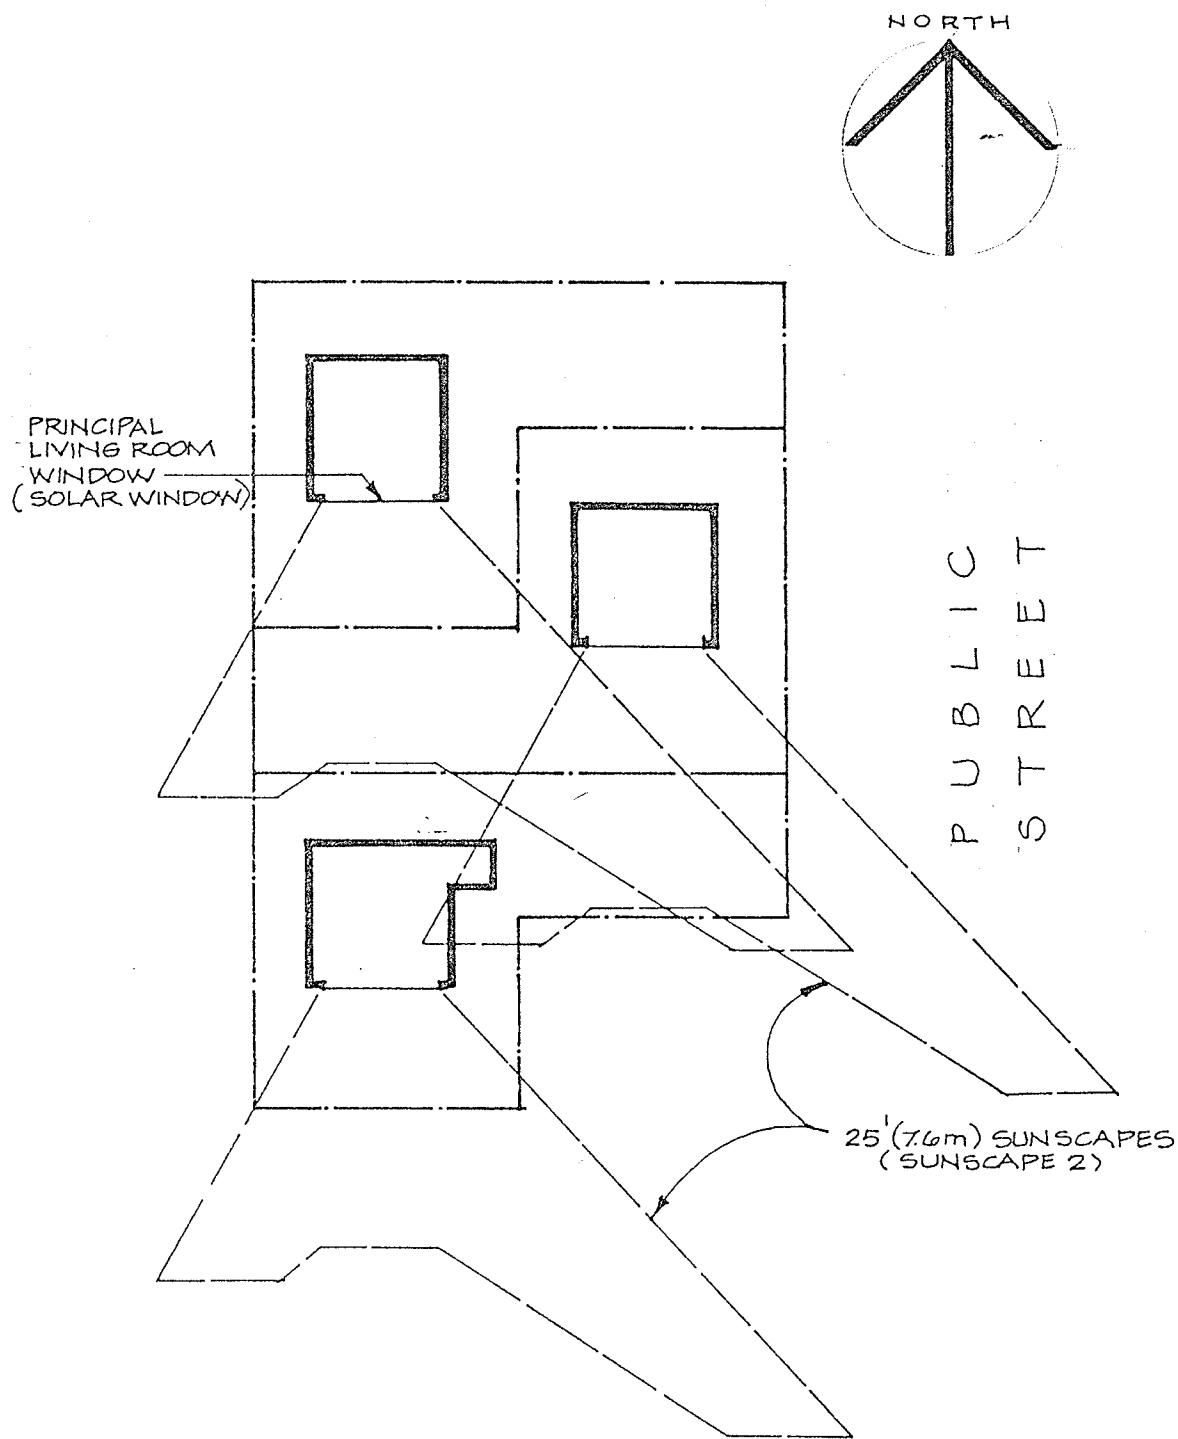 NORTH
PRINCIPAL
LIVING ROOM
WINDOW
(SOLAR WINDOW)
PUBLIC
STREET
25'(7.6m) SUNSCAPES
(SUNSCAPE 2)